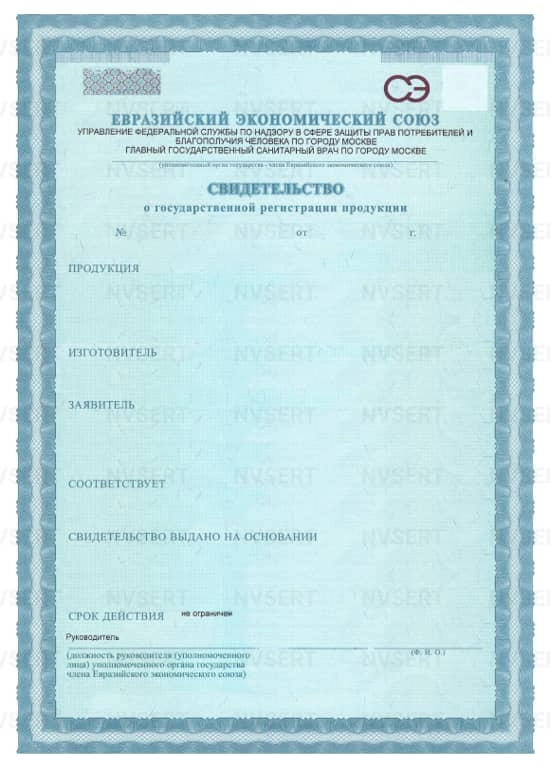 СЭ
ЕВРАЗИЙСКИЙ ЭКОНОМИЧЕСКИЙ СОЮЗ
УПРАВЛЕНИЕ ФЕДЕРАЛЬНОЙ СЛУЖБЫ ПО НАДЗОРУ В СФЕРЕ ЗАЩИТЫ ПРАВ ПОТРЕБИТЕЛЕЙ И
БЛАГОПОЛУЧИЯ ЧЕЛОВЕКА ПО ГОРОДУ МОСКВЕ
ГЛАВНЫЙ ГОСУДАРСТВЕННЫЙ САНИТАРНЫЙ ВРАЧ ПО ГОРОДУ МОСКВЕ
(уполномоченный орган государства - члена Евразийского экономического союза)
СВИДЕТЕЛЬСТВО
о государственной регистрации продукции
№ от г.
ПРОДУКЦИЯ
NVSERT NVSERT NVSERT
ИЗГОТОВИТЕЛЬ
ЗАЯВИТЕЛЬ
NVSERT NVSERT NVSERT
СООТВЕТСТВУЕТ
СВИДЕТЕЛЬСТВО ВЫДАНО НА ОСНОВАНИИ
NVSERT NVSERT NVSERT
СРОК ДЕЙСТВИЯ не ограничен
Руководитель
(должность руководителя (уполномоченного
лица) уполномоченного органа государства
члена Евразийского экономического союза)
(Ф. И. О.)